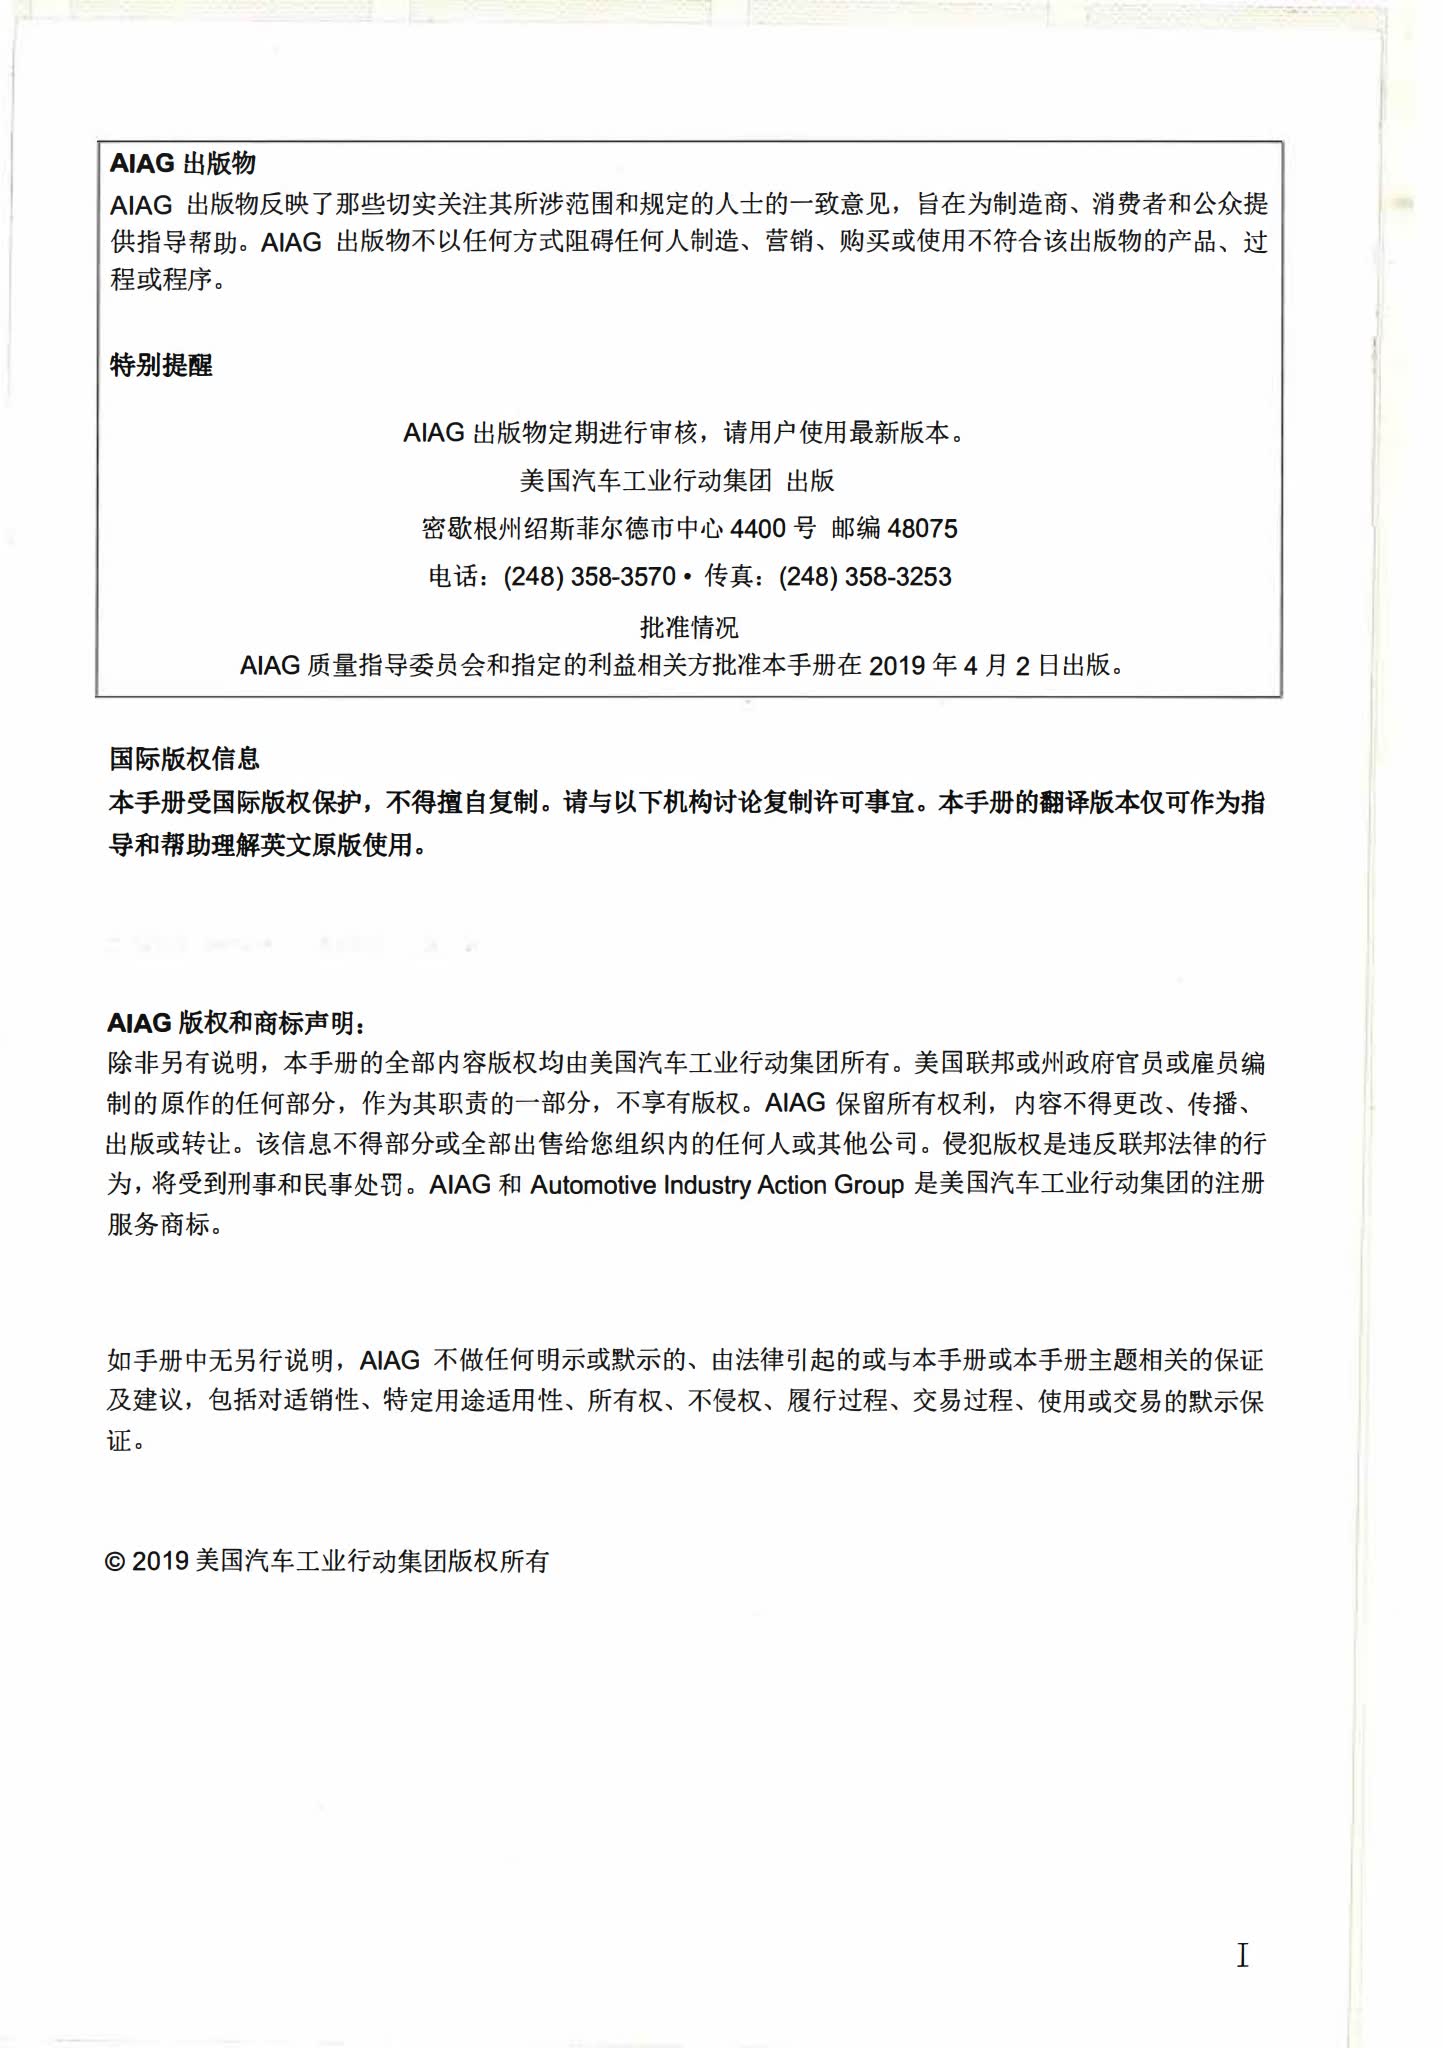 AIAG 出版物
AIAG 出版物反映了那些切实关注其所涉范围和规定的人士的一致意见，旨在为制造商、消费者和公众提
供指导帮助。AIAG 出版物不以任何方式阻碍任何人制造、营销、购买或使用不符合该出版物的产品、过
程或程序。
特别提醒
AIAG 出版物定期进行审核，请用户使用最新版本。
美国汽车工业行动集团 出版
密歇根州绍斯菲尔德市中心 4400 号 邮编 48075
电话：(248) 358-3570 • 传真：(248) 358-3253
批准情况
AIAG 质量指导委员会和指定的利益相关方批准本手册在 2019 年 4 月 2 日出版。
国际版权信息
本手册受国际版权保护，不得擅自复制。请与以下机构讨论复制许可事宜。本手册的翻译版本仅可作为指
导和帮助理解英文原版使用。
AIAG 版权和商标声明：
除非另有说明，本手册的全部内容版权均由美国汽车工业行动集团所有。美国联邦或州政府官员或雇员编
制的原作的任何部分，作为其职责的一部分，不享有版权。AIAG 保留所有权利，内容不得更改、传播、
出版或转让。该信息不得部分或全部出售给您组织内的任何人或其他公司。侵犯版权是违反联邦法律的行
为，将受到刑事和民事处罚。AIAG 和 Automotive Industry Action Group 是美国汽车工业行动集团的注册
服务商标。
如手册中无另行说明，AIAG 不做任何明示或默示的、由法律引起的或与本手册或本手册主题相关的保证
及建议，包括对适销性、特定用途适用性、所有权、不侵权、履行过程、交易过程、使用或交易的默示保
证。
© 2019 美国汽车工业行动集团版权所有
I